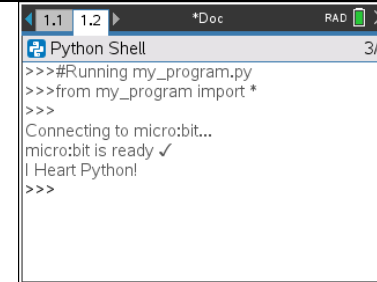 1.1 1.2 *Doc RAD
Python Shell 3/
>>>#Running my_program.py
>>>from my_program import *
>>>
Connecting to micro:bit...
micro:bit is ready ✓
I Heart Python!
>>>